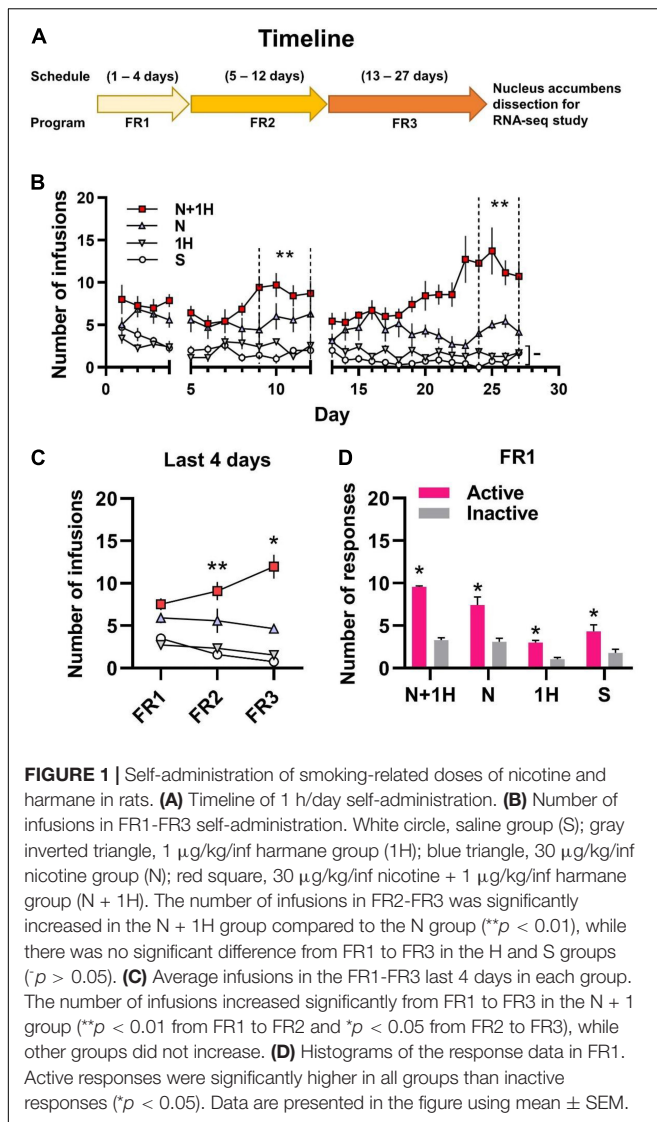 A
Timeline
Schedule (1 – 4 days) (5 – 12 days) (13 – 27 days)
Program FR1 FR2 FR3
Nucleus accumbens
dissection for
RNA-seq study
B
Number of infusions
20
15
10
5
0
N+1H
N
1H
S
**
**
-
0 5 10 15 20 25 30
Day
C
Last 4 days
Number of infusions
20
15
10
5
0
**
*
FR1 FR2 FR3
D
FR1
Number of responses
20
15
10
5
0
Active
Inactive
* * * *
N+1H N 1H S
FIGURE 1 | Self-administration of smoking-related doses of nicotine and
harmane in rats. (A) Timeline of 1 h/day self-administration. (B) Number of
infusions in FR1-FR3 self-administration. White circle, saline group (S); gray
inverted triangle, 1 μg/kg/inf harmane group (1H); blue triangle, 30 μg/kg/inf
nicotine group (N); red square, 30 μg/kg/inf nicotine + 1 μg/kg/inf harmane
group (N + 1H). The number of infusions in FR2-FR3 was significantly
increased in the N + 1H group compared to the N group (**p < 0.01), while
there was no significant difference from FR1 to FR3 in the H and S groups
(-p > 0.05). (C) Average infusions in the FR1-FR3 last 4 days in each group.
The number of infusions increased significantly from FR1 to FR3 in the N + 1
group (**p < 0.01 from FR1 to FR2 and *p < 0.05 from FR2 to FR3), while
other groups did not increase. (D) Histograms of the response data in FR1.
Active responses were significantly higher in all groups than inactive
responses (*p < 0.05). Data are presented in the figure using mean ± SEM.